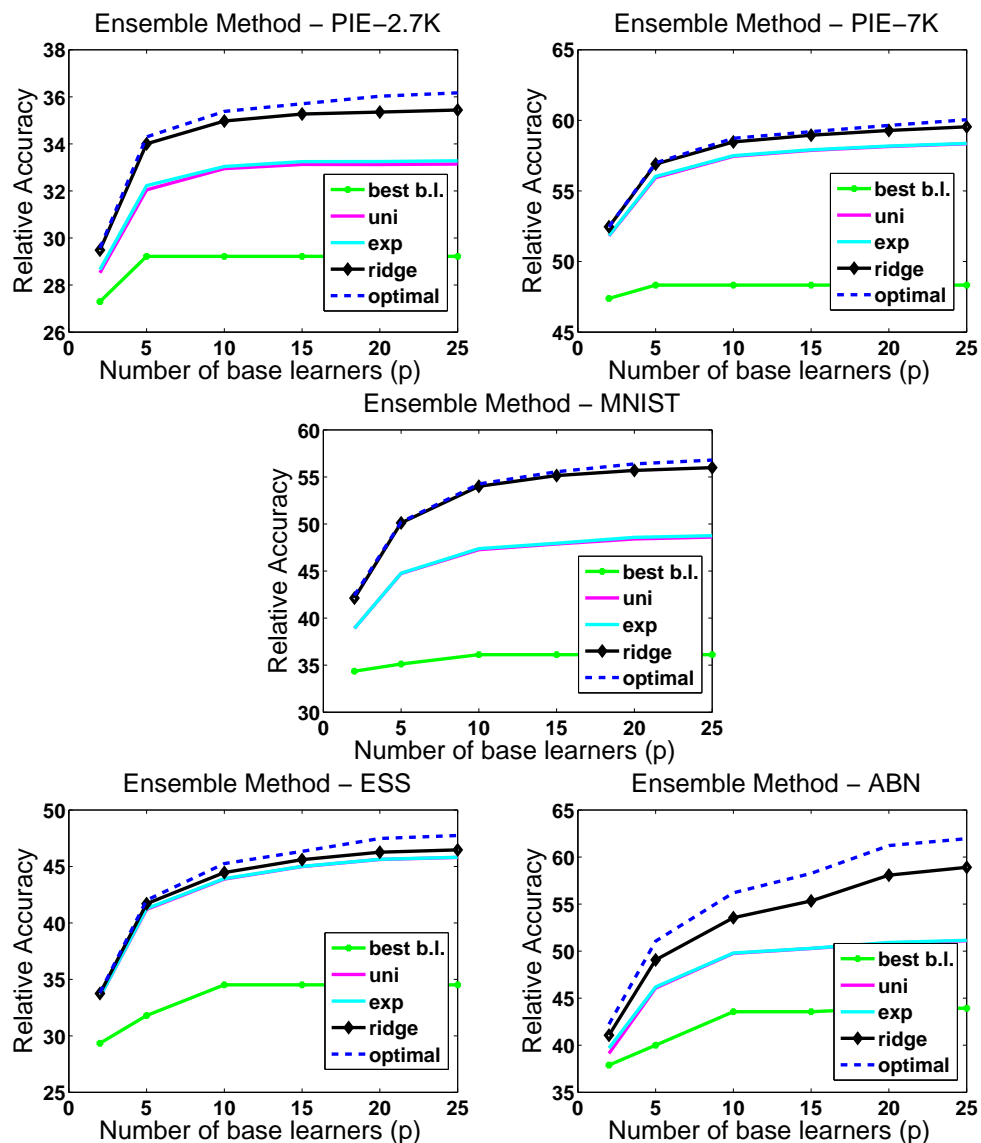 Ensemble Method − PIE−2.7K
Relative Accuracy
38
36
34
32
30
28
26
0
5
10
15
20
25
best b.l.
uni
exp
ridge
optimal
Number of base learners (p)
Ensemble Method − PIE−7K
Relative Accuracy
65
60
55
50
45
0
5
10
15
20
25
best b.l.
uni
exp
ridge
optimal
Number of base learners (p)
Ensemble Method − MNIST
Relative Accuracy
60
55
50
45
40
35
30
0
5
10
15
20
25
best b.l.
uni
exp
ridge
optimal
Number of base learners (p)
Ensemble Method − ESS
Relative Accuracy
50
45
40
35
30
25
0
5
10
15
20
25
best b.l.
uni
exp
ridge
optimal
Number of base learners (p)
Ensemble Method − ABN
Relative Accuracy
65
60
55
50
45
40
35
0
5
10
15
20
25
best b.l.
uni
exp
ridge
optimal
Number of base learners (p)